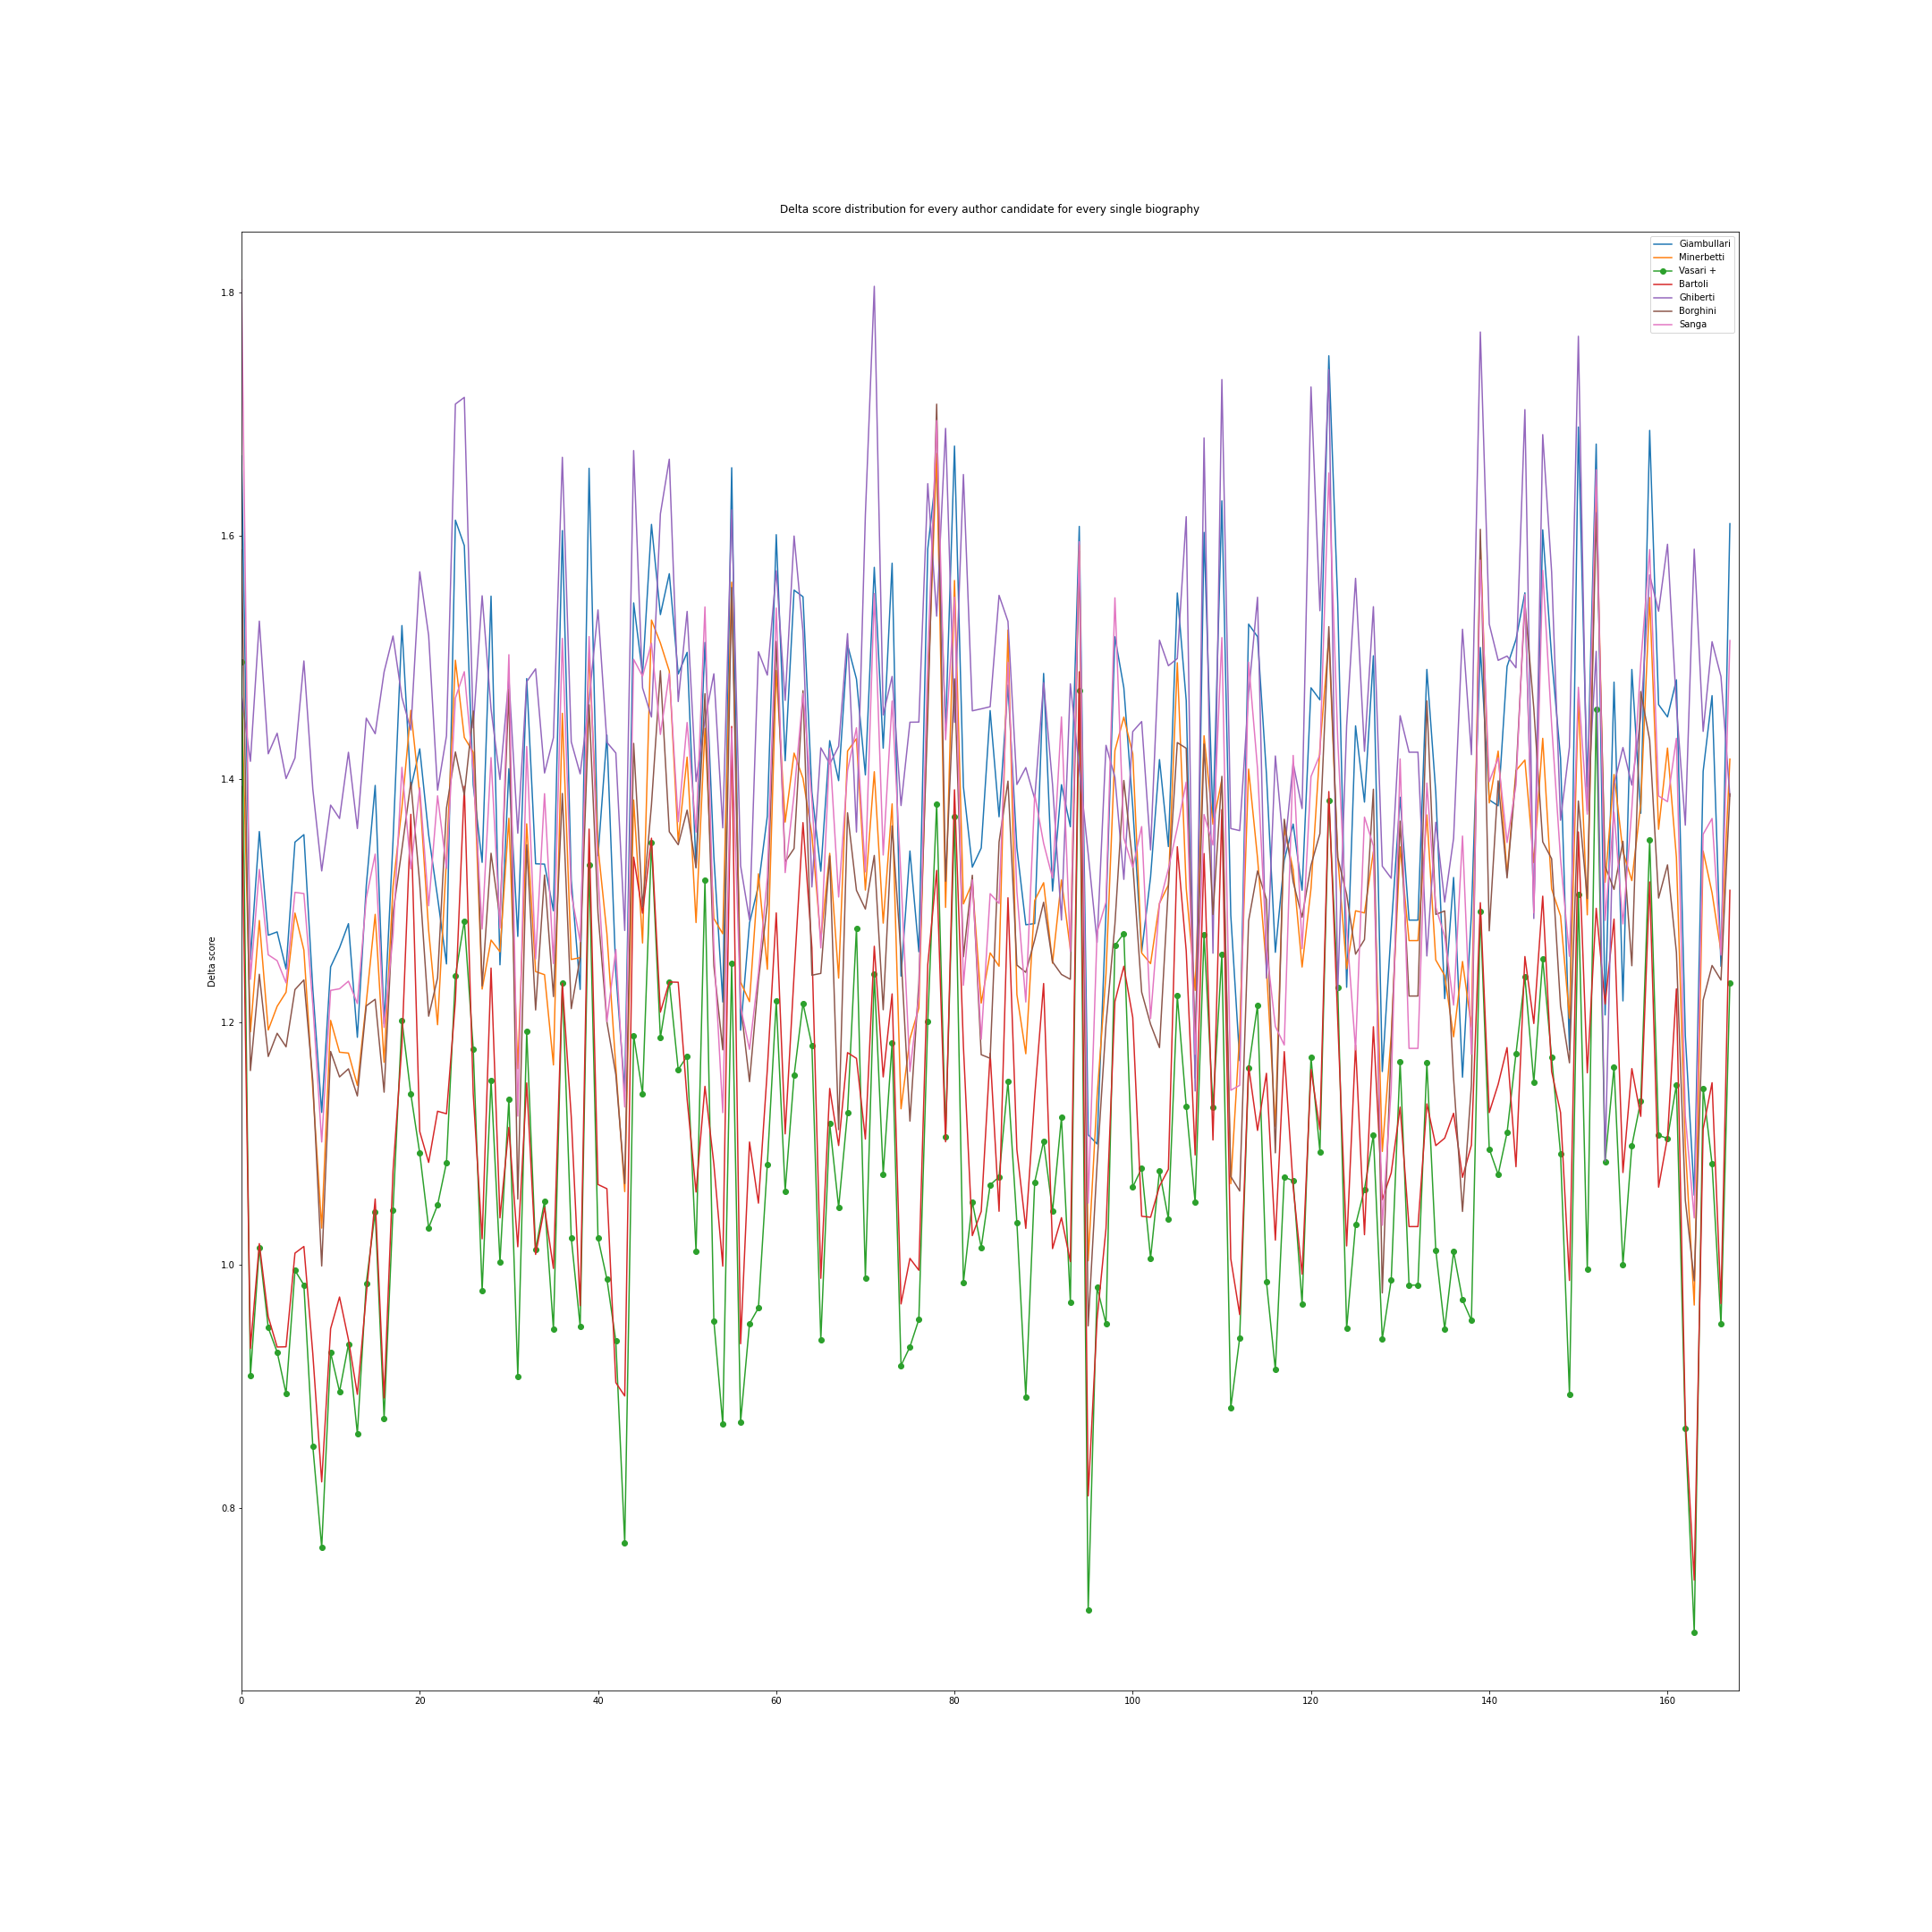 Delta score distribution for every author candidate for every single biography
Giambullari
Minerbetti
Vasari +
Bartoli
Ghiberti
Borghini
Sanga
Delta score
1.8
1.6
1.4
1.2
1.0
0.8
0 20 40 60 80 100 120 140 160